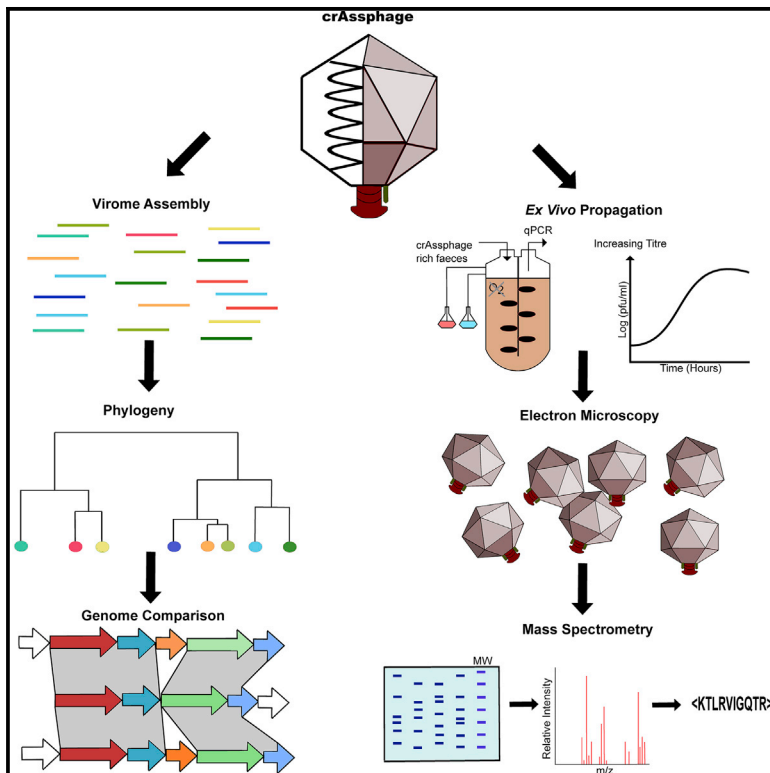 crAssphage
Virome Assembly
Phylogeny
Genome Comparison
Ex Vivo Propagation
crAssphage
rich faeces
qPCR
O2
Increasing Titre
Log (pfu/ml)
Time (Hours)
Electron Microscopy
Mass Spectrometry
MW
Relative Intensity
m/z
<KTLRVIGQTR>